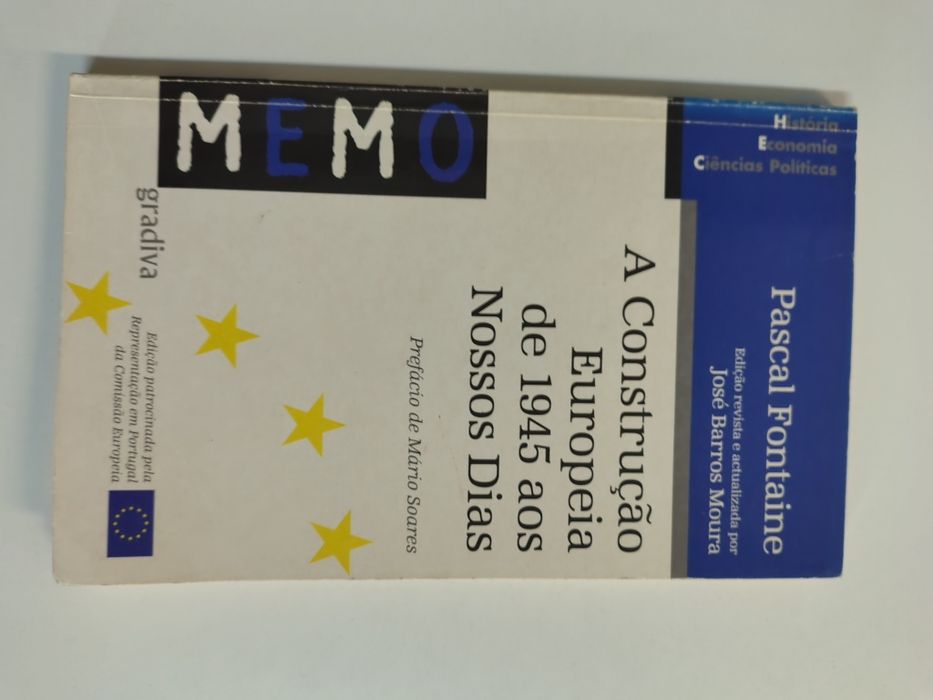 História
Economia
Ciências Políticas
Pascal Fontaine
Edição revista e actualizada por
José Barros Moura
A Construção
Europeia
de 1945 aos
Nossos Dias
Prefácio de Mário Soares
MEMO
gradiva
Edição patrocinada pela
Representação em Portugal
da Comissão Europeia